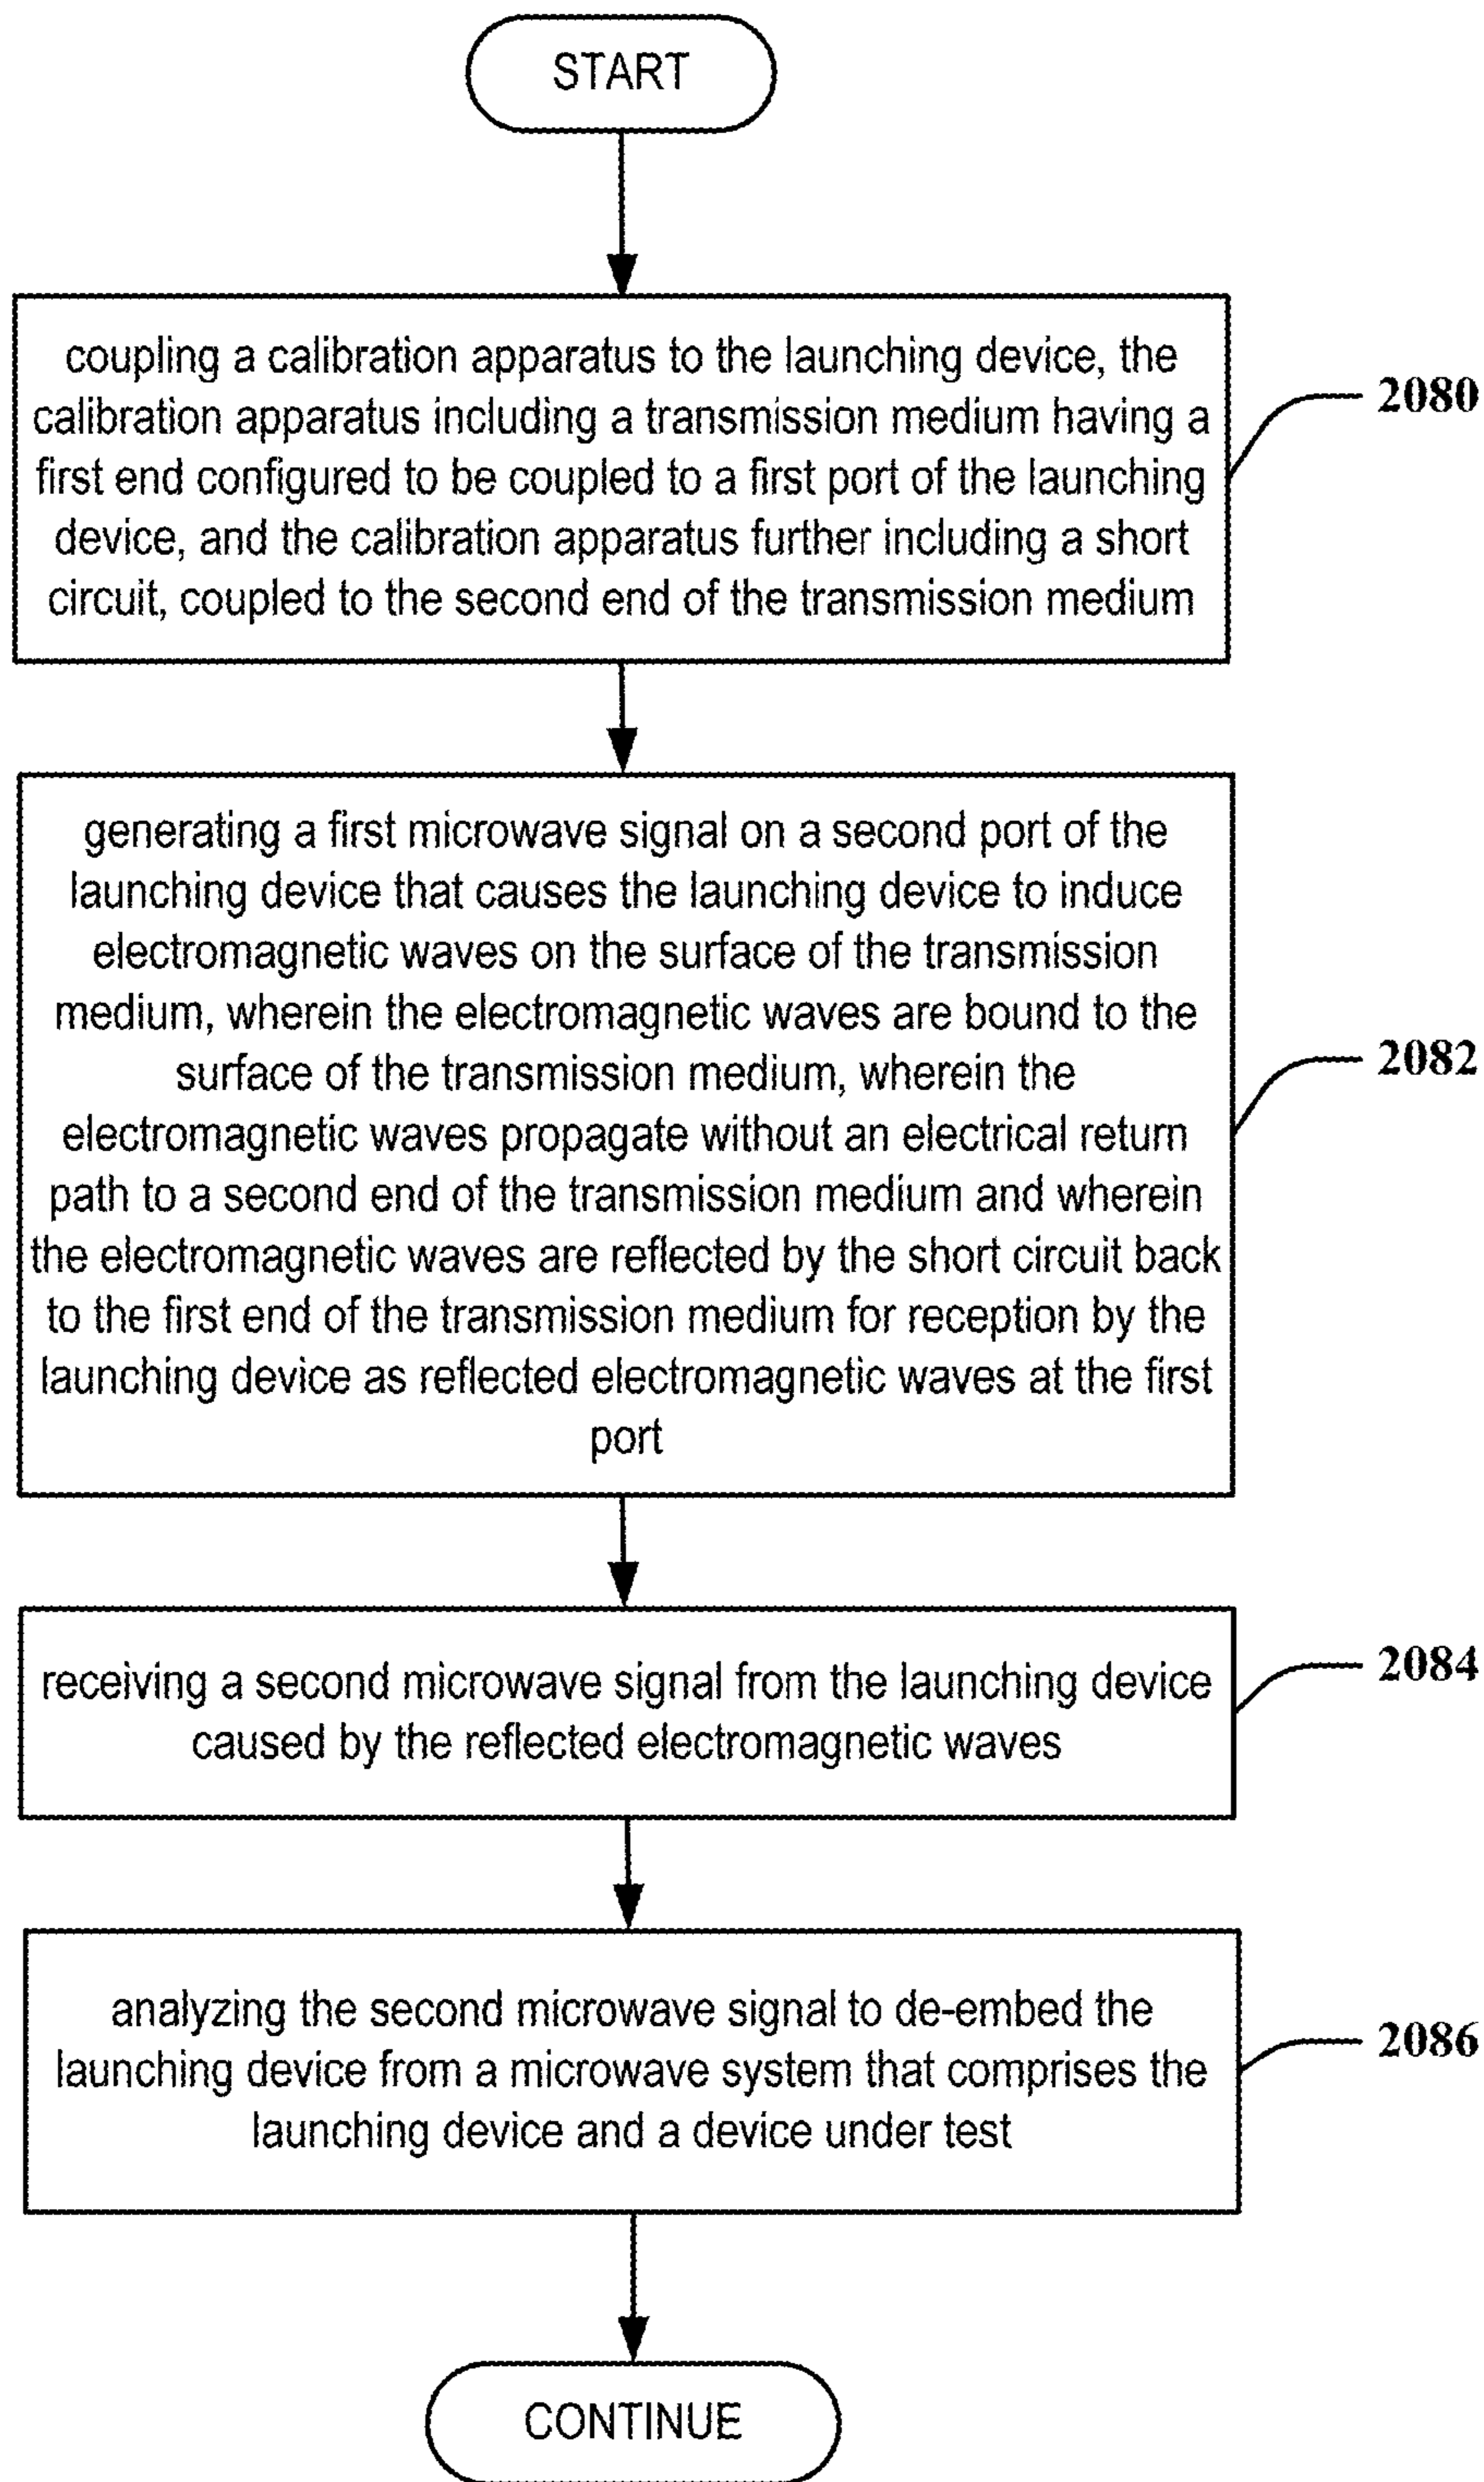 START
coupling a calibration apparatus to the launching device, the
calibration apparatus including a transmission medium having a
first end configured to be coupled to a first port of the launching
device, and the calibration apparatus further including a short
circuit, coupled to the second end of the transmission medium
2080
generating a first microwave signal on a second port of the
launching device that causes the launching device to induce
electromagnetic waves on the surface of the transmission
medium, wherein the electromagnetic waves are bound to the
surface of the transmission medium, wherein the
electromagnetic waves propagate without an electrical return
path to a second end of the transmission medium and wherein
the electromagnetic waves are reflected by the short circuit back
to the first end of the transmission medium for reception by the
launching device as reflected electromagnetic waves at the first
port
2082
receiving a second microwave signal from the launching device
caused by the reflected electromagnetic waves
2084
analyzing the second microwave signal to de-embed the
launching device from a microwave system that comprises the
launching device and a device under test
2086
CONTINUE